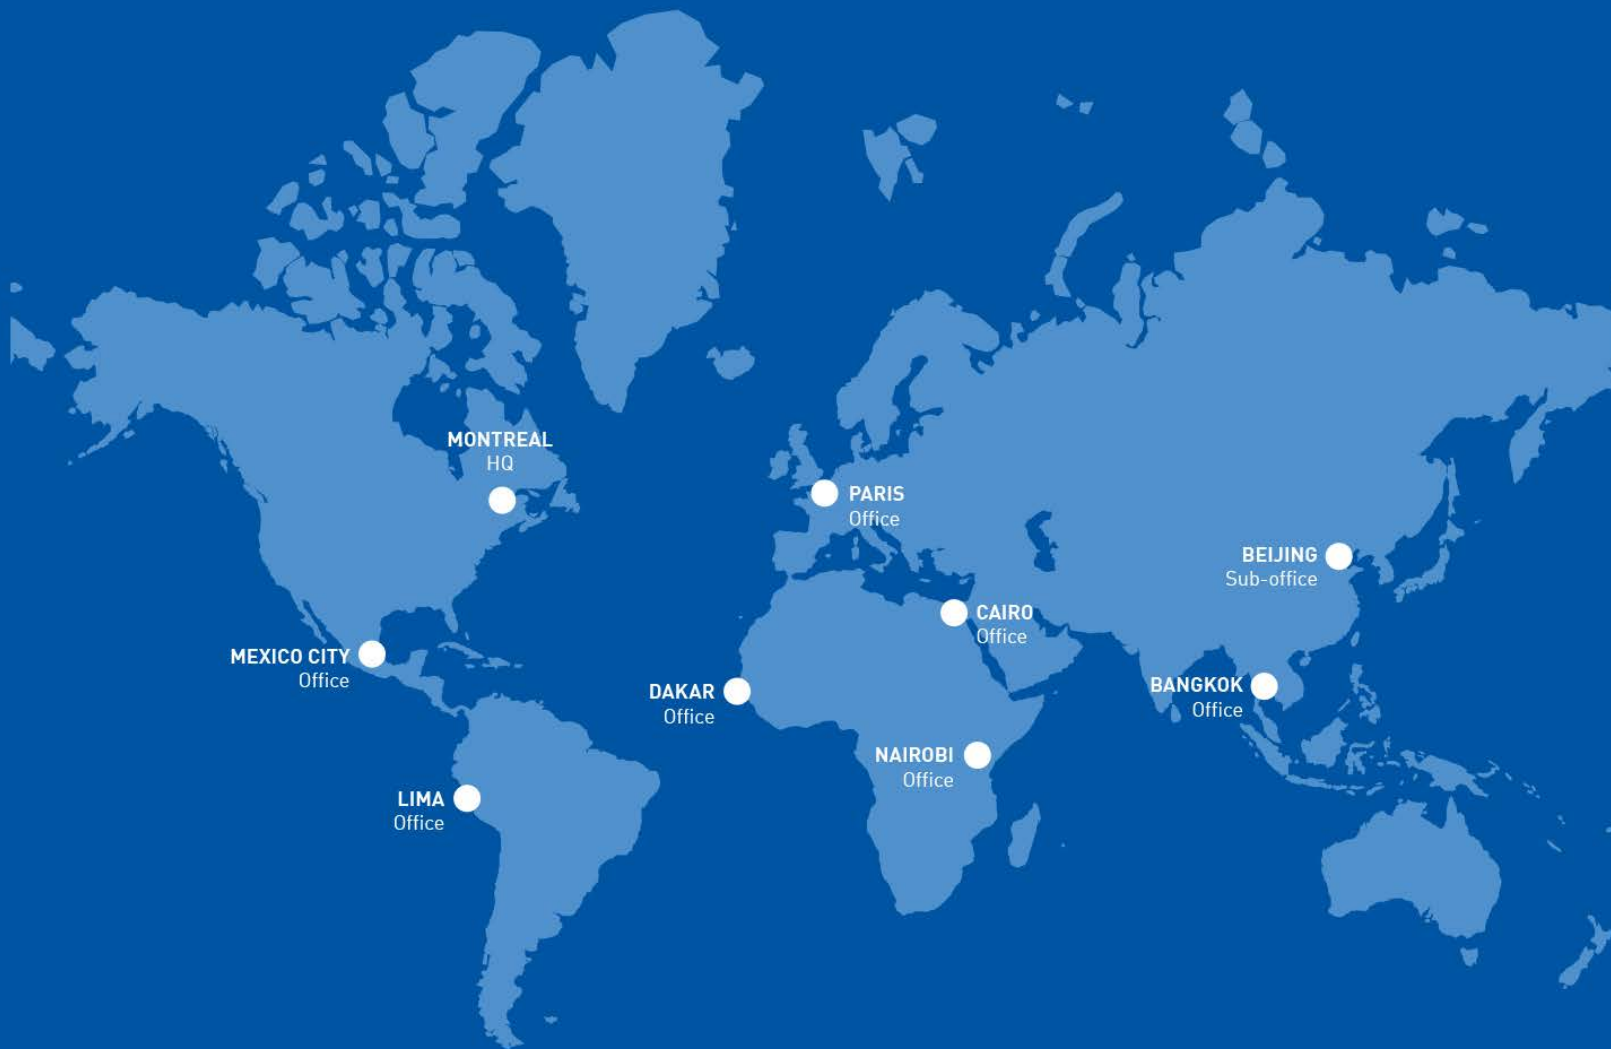 MONTREAL
HQ
PARIS
Office
BEIJING
Sub-office
CAIRO
Office
MEXICO CITY
Office
DAKAR
Office
BANGKOK
Office
NAIROBI
Office
LIMA
Office